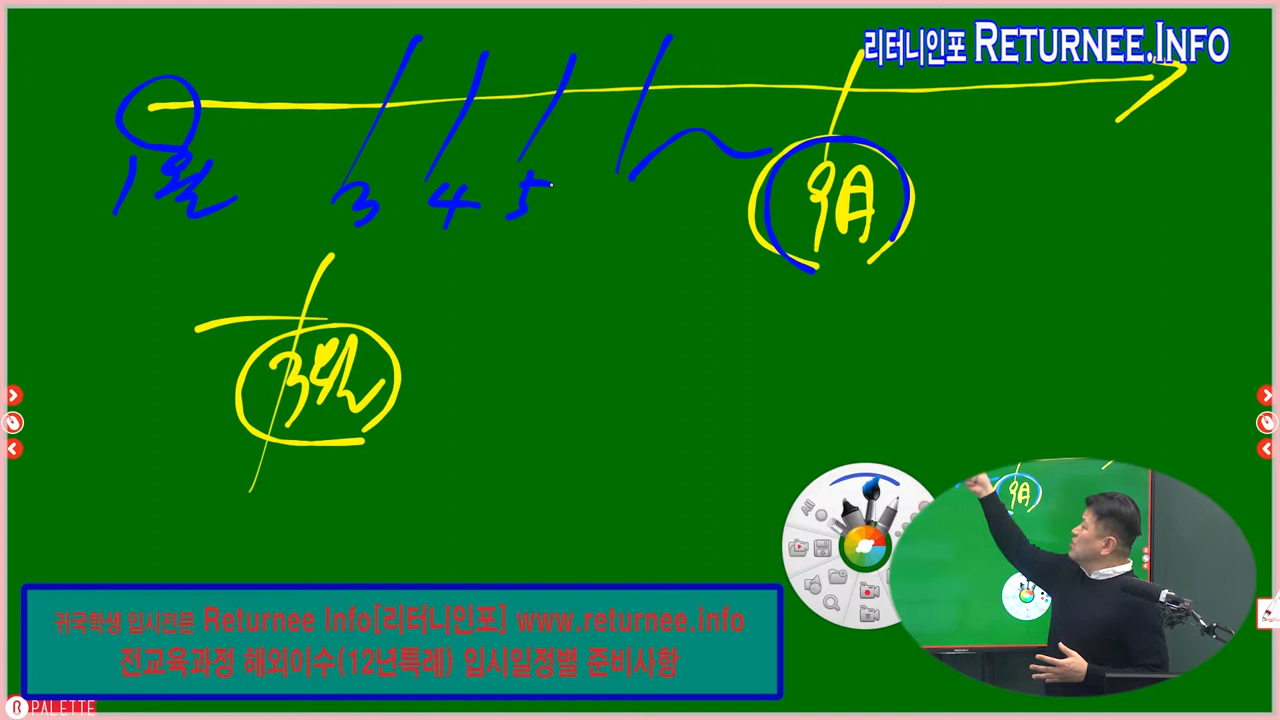 리터니인포 RETURNEE.INFO
1월 3 4 5 9月
3월
All
9月
귀국학생 입시전문 Returnee Info[리터니인포] www.returnee.info
전교육과정 해외이수(12년특례) 입시일정별 준비사항
PALETTE